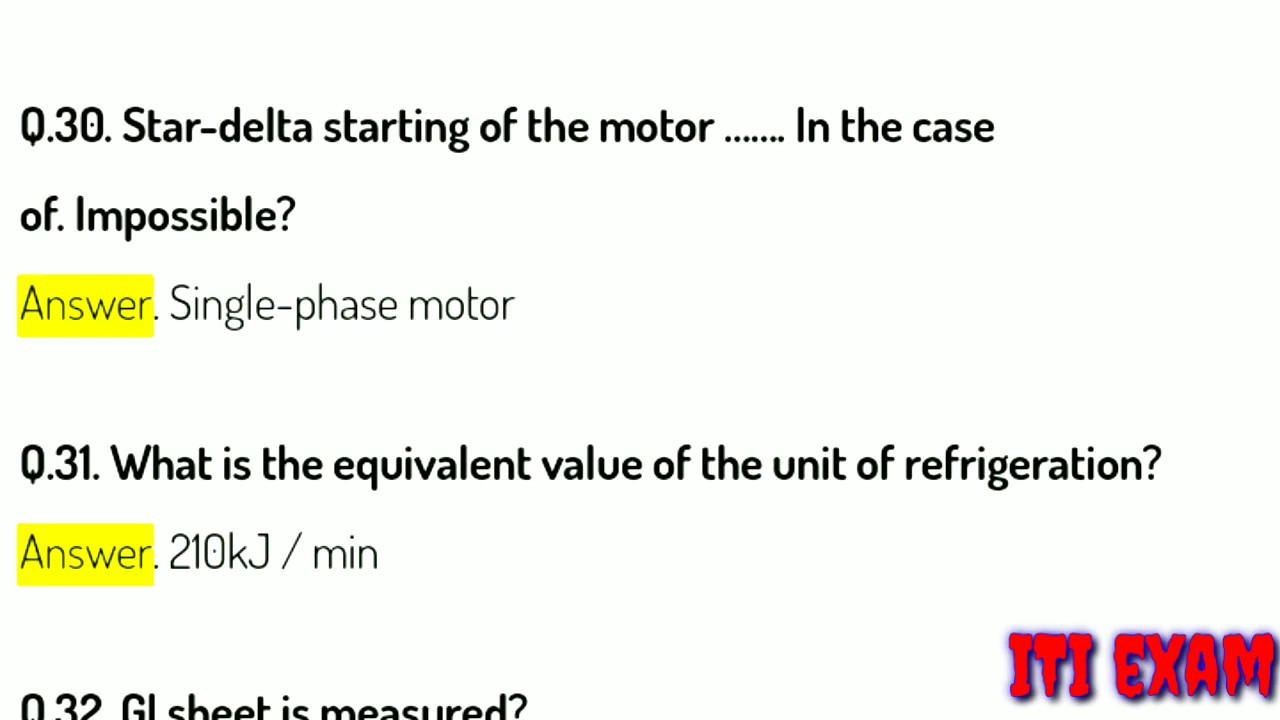 Q.30. Star-delta starting of the motor ....... In the case
of. Impossible?
Answer. Single-phase motor
Q.31. What is the equivalent value of the unit of refrigeration?
Answer. 210kJ / min
ITI EXAM
Q.32. GI sheet is measured?